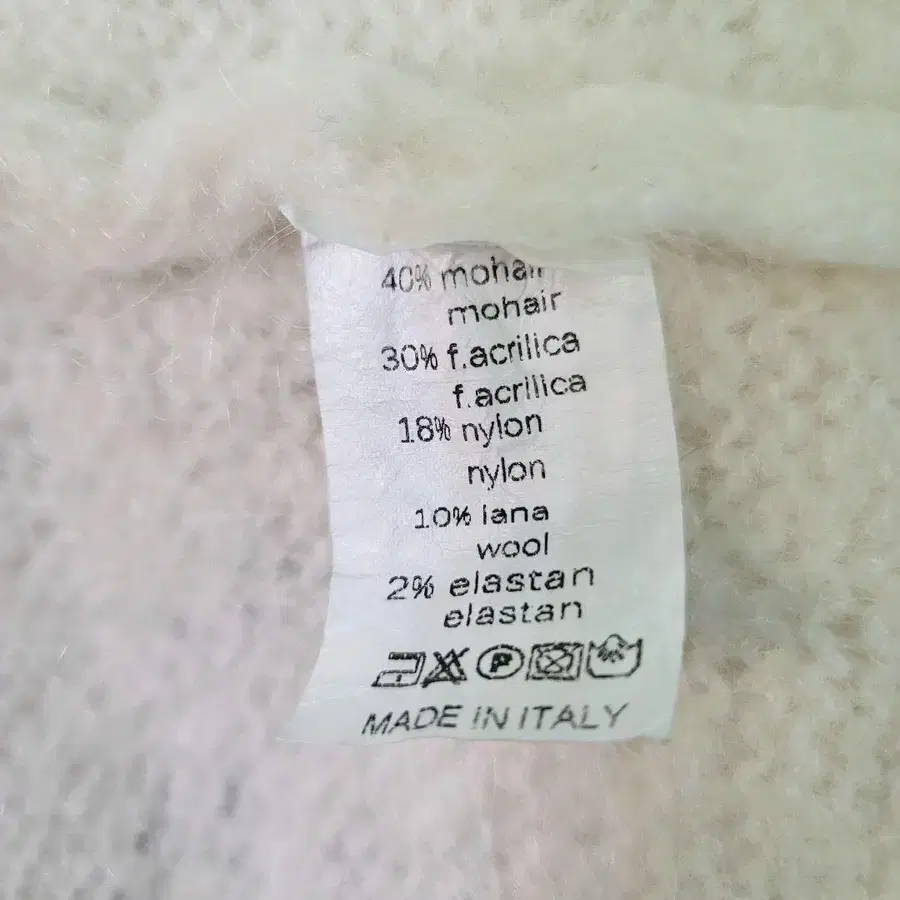 40% mohair
mohair
30% f.acrilica
f.acrilica
18% nylon
nylon
10% lana
wool
2% elastan
elastan
P
MADE IN ITALY